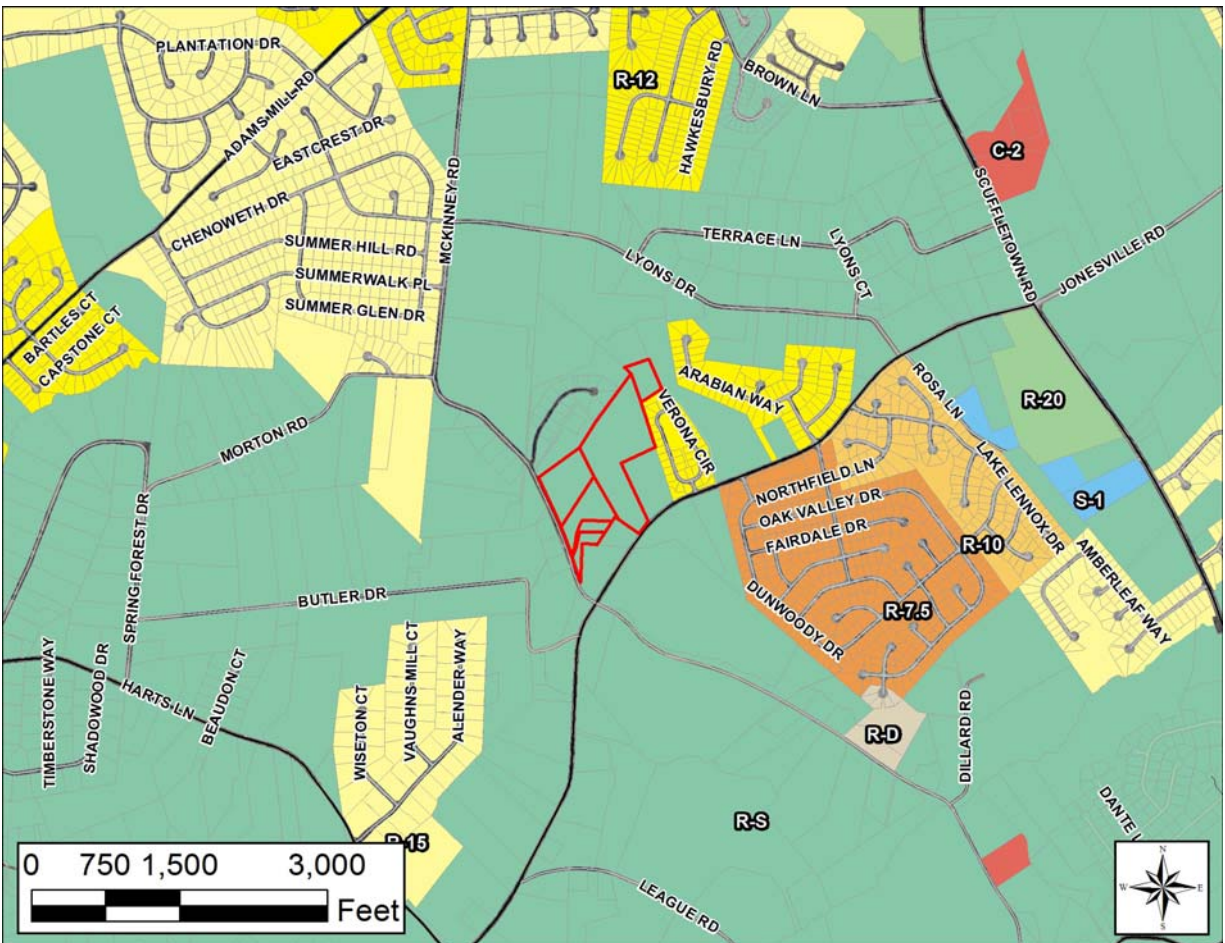 PLANTATION DR
ADAMS MILL RD
EASTCREST DR
CHENOWETH DR
SUMMER HILL RD
SUMMERWALK PL
SUMMER GLEN DR
MCKINNEY RD
R-12
HAWKESBURY RD
BROWN LN
C-2
SCUFFLETOWN RD
JONESVILLE RD
TERRACE LN
LYONS CT
LYONS DR
BARTLES CT
CAPSTONE CT
MORTON RD
SPRING FOREST DR
ARABIAN WAY
VERONA CIR
ROSA LN
R-20
LAKE LENNOX DR
S-1
NORTHFIELD LN
OAK VALLEY DR
FAIRDALE DR
R-10
AMBERLEAF WAY
DUNWOODY DR
R-7.5
BUTLER DR
R-D
DILLARD RD
TIMBERSTONE WAY
SHADOWOOD DR
HARTS LN
BEAUDON CT
WISETON CT
VAUGHNS MILL CT
ALENDER WAY
R-S
DANTE
R-15
LEAGUE RD
0 750 1,500 3,000
Feet
N
W E
S